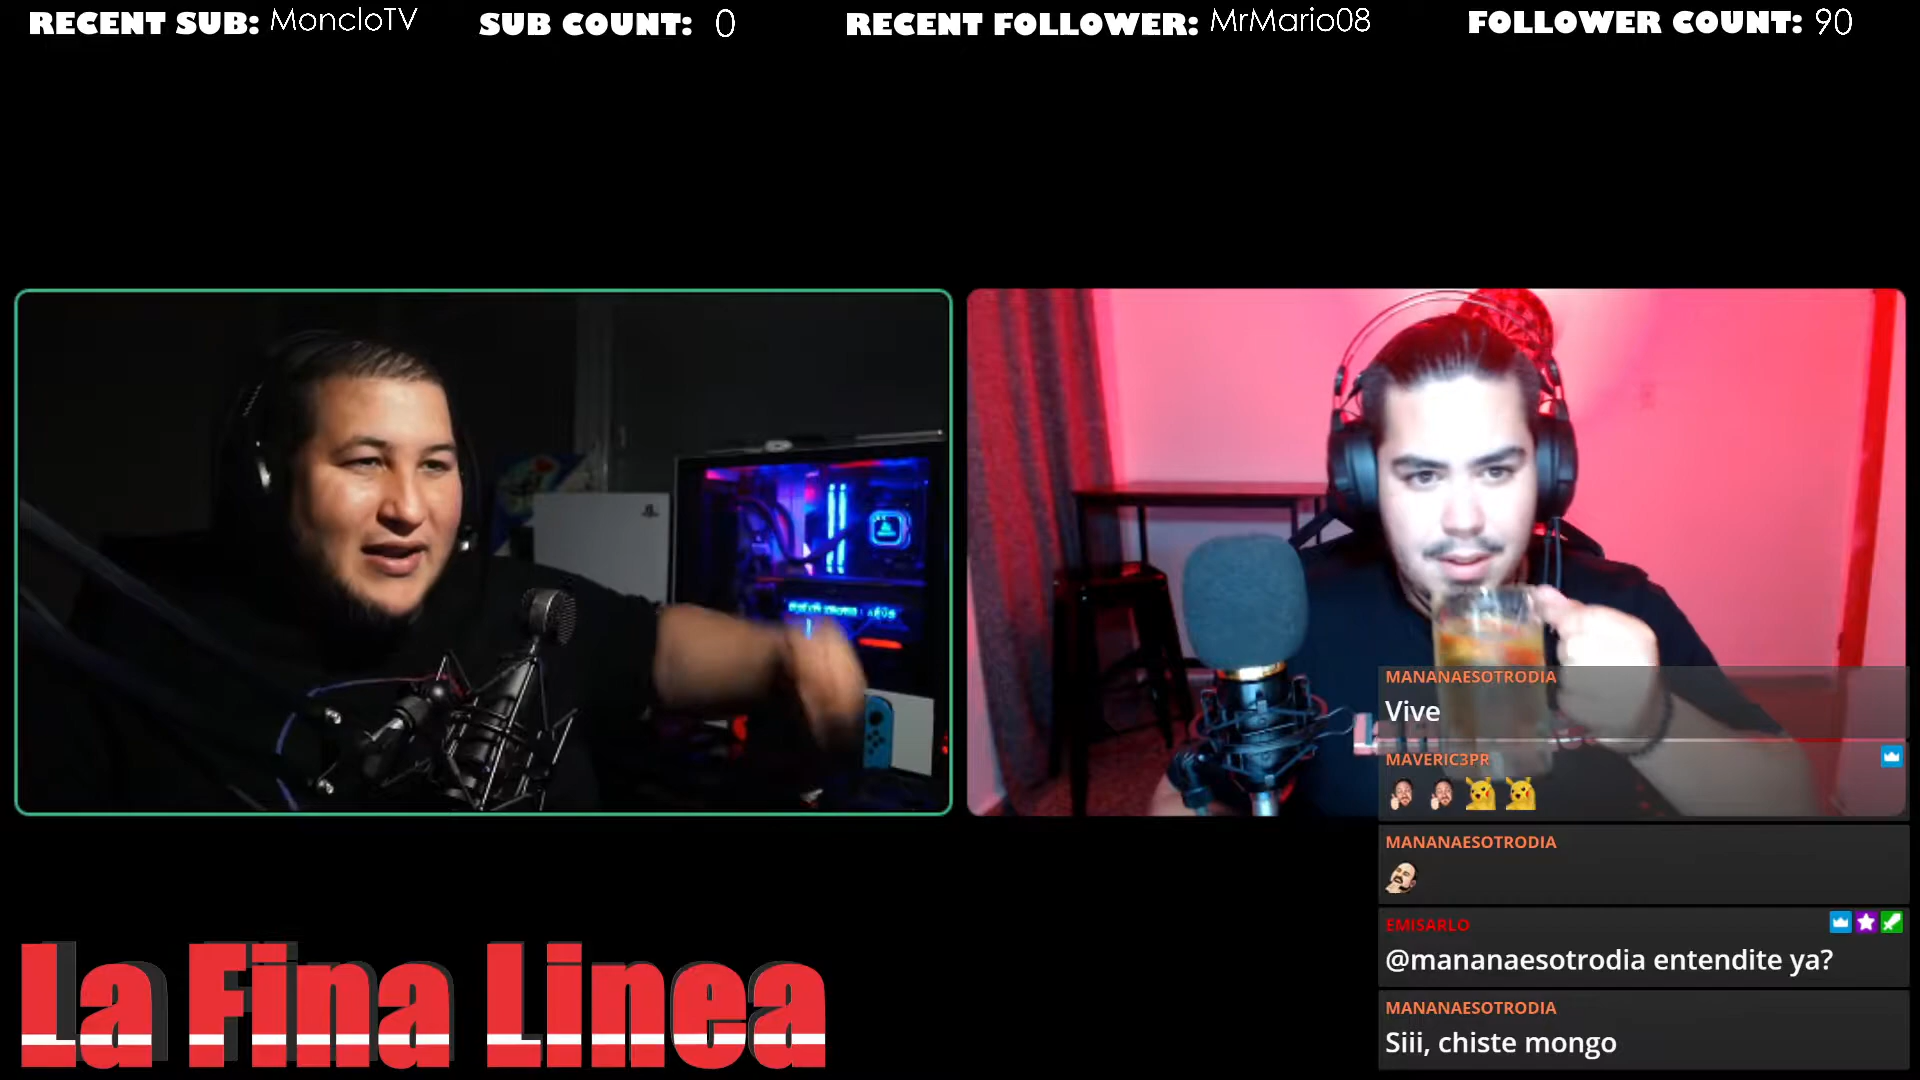 RECENT SUB: MoncloTV
SUB COUNT: 0
RECENT FOLLOWER: MrMario08
FOLLOWER COUNT: 90
MANANAESOTRODIA
Vive
MAVERIC3PR
MANANAESOTRODIA
EMISARLO
@mananaesotrodia entendite ya?
MANANAESOTRODIA
Siii, chiste mongo
La Fina Linea